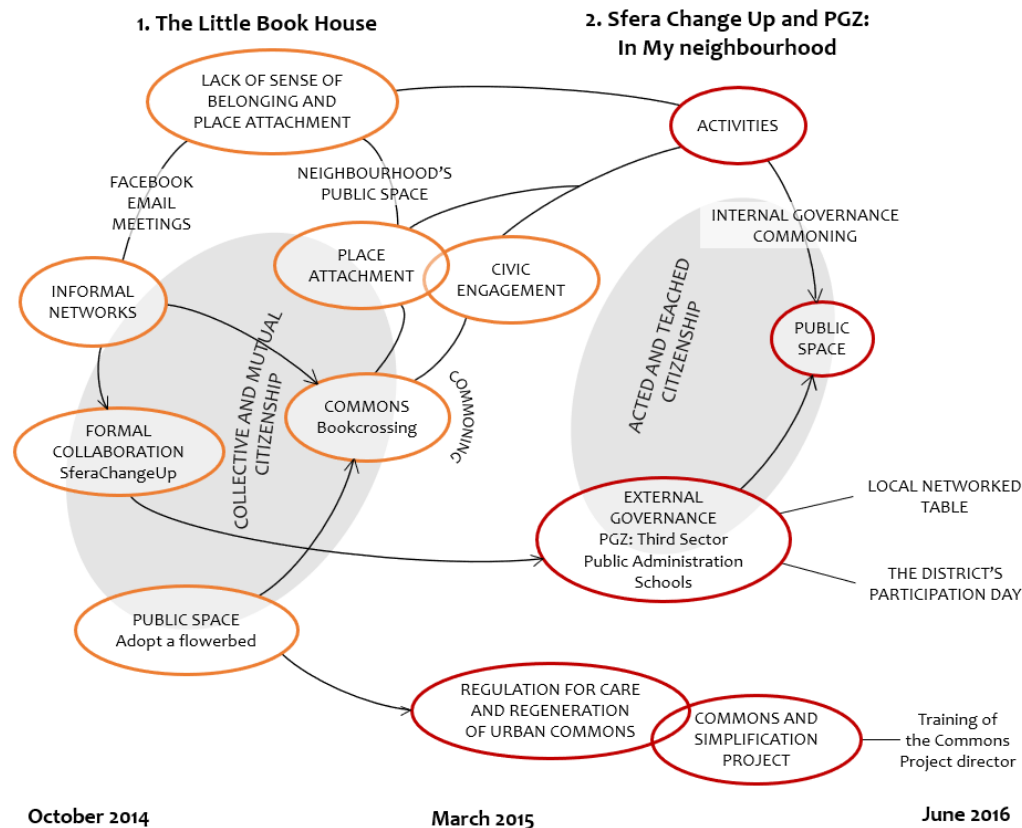 1. The Little Book House
2. Sfera Change Up and PGZ:
In My neighbourhood
LACK OF SENSE OF
BELONGING AND
PLACE ATTACHMENT
ACTIVITIES
FACEBOOK
EMAIL
MEETINGS
NEIGHBOURHOOD'S
PUBLIC SPACE
INTERNAL GOVERNANCE
COMMONING
PLACE
ATTACHMENT
CIVIC
ENGAGEMENT
INFORMAL
NETWORKS
ACTED AND TEACHED
CITIZENSHIP
PUBLIC
SPACE
COLLECTIVE AND MUTUAL
CITIZENSHIP
COMMONS
Bookcrossing
COMMONING
FORMAL
COLLABORATION
SferaChangeUp
EXTERNAL
GOVERNANCE
PGZ: Third Sector
Public Administration
Schools
LOCAL NETWORKED
TABLE
THE DISTRICT'S
PARTICIPATION DAY
PUBLIC SPACE
Adopt a flowerbed
REGULATION FOR CARE
AND REGENERATION
OF URBAN COMMONS
COMMONS AND
SIMPLIFICATION
PROJECT
Training of
the Commons
Project director
October 2014
March 2015
June 2016